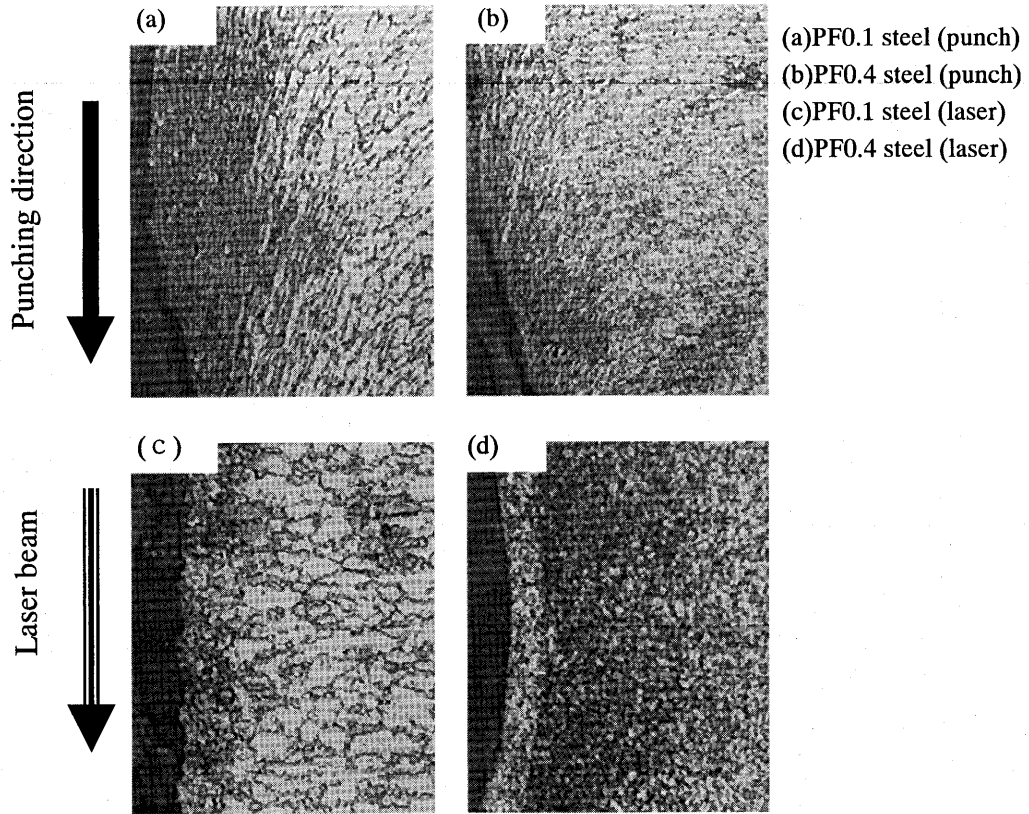 (a)
(b)
(a)PF0.1 steel (punch)
(b)PF0.4 steel (punch)
(c)PF0.1 steel (laser)
(d)PF0.4 steel (laser)
Punching direction
(c)
(d)
Laser beam